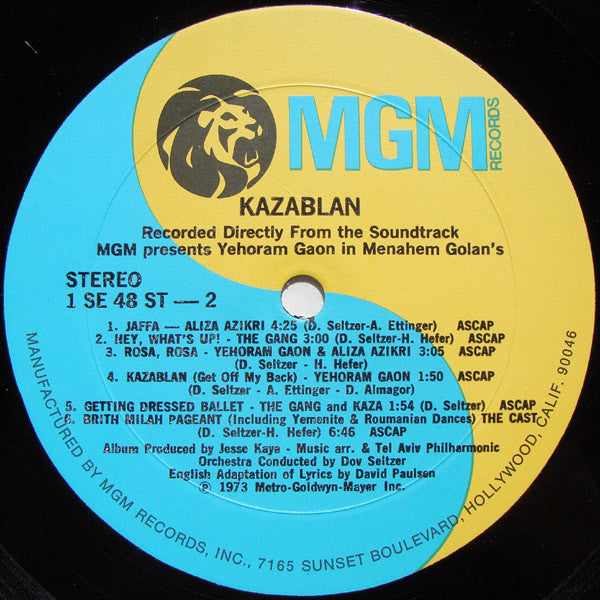 MGM
RECORDS
KAZABLAN
Recorded Directly From the Soundtrack
MGM presents Yehoram Gaon in Menahem Golan's
STEREO
1 SE 48 ST — 2
1. JAFFA — ALIZA AZIKRI 4:25 (D. Seltzer-A. Ettinger) ASCAP
2. HEY, WHAT'S UP! - THE GANG 3:00 (D. Seltzer-H. Hefer) ASCAP
3. ROSA, ROSA - YEHORAM GAON & ALIZA AZIKRI 3:05 ASCAP
(D. Seltzer - H. Hefer)
4. KAZABLAN (Get Off My Back) - YEHORAM GAON 1:50 ASCAP
(D. Seltzer - A. Ettinger - D. Almagor)
5. GETTING DRESSED BALLET - THE GANG and KAZA 1:54 (D. Seltzer) ASCAP
6. BRITH MILAH PAGEANT (Including Yemenite & Roumanian Dances) THE CAST
(D. Seltzer-H. Hefer) 6:46 ASCAP
Album Produced by Jesse Kaye - Music arr. & Tel Aviv Philharmonic
Orchestra Conducted by Dov Seltzer
English Adaptation of Lyrics by David Paulsen
℗ 1973 Metro-Goldwyn-Mayer Inc.
MANUFACTURED BY MGM RECORDS, INC., 7165 SUNSET BOULEVARD, HOLLYWOOD, CALIF. 90046